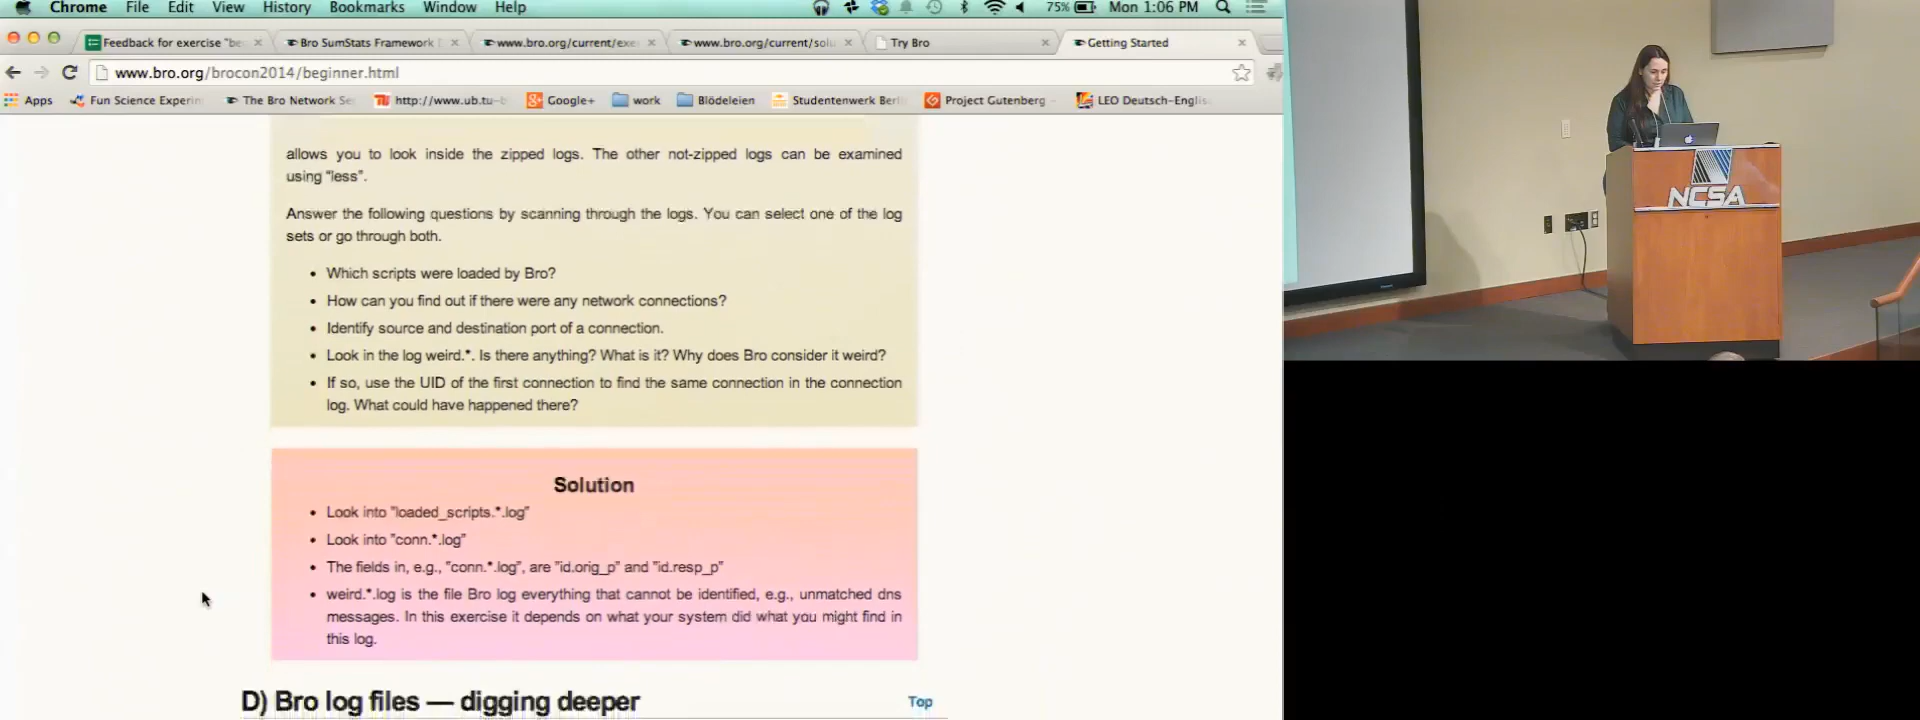 Chrome File Edit View History Bookmarks Window Help 75% Mon 1:06 PM
Feedback for exercise "be Bro SumStats Framework www.bro.org/current/exe www.bro.org/current/solu Try Bro Getting Started
www.bro.org/brocon2014/beginner.html
Apps Fun Science Experin The Bro Network Se http://www.ub.tu-b Google+ work Blödeleien Studentenwerk Berl Project Gutenberg - LEO Deutsch-Englis
allows you to look inside the zipped logs. The other not-zipped logs can be examined
using "less".
Answer the following questions by scanning through the logs. You can select one of the log
sets or go through both.
• Which scripts were loaded by Bro?
• How can you find out if there were any network connections?
• Identify source and destination port of a connection.
• Look in the log weird.*. Is there anything? What is it? Why does Bro consider it weird?
• If so, use the UID of the first connection to find the same connection in the connection
log. What could have happened there?
Solution
• Look into "loaded_scripts.*.log"
• Look into "conn.*.log"
• The fields in, e.g., "conn.*.log", are "id.orig_p" and "id.resp_p"
• weird.*.log is the file Bro log everything that cannot be identified, e.g., unmatched dns
messages. In this exercise it depends on what your system did what you might find in
this log.
D) Bro log files — digging deeper Top
NCSA